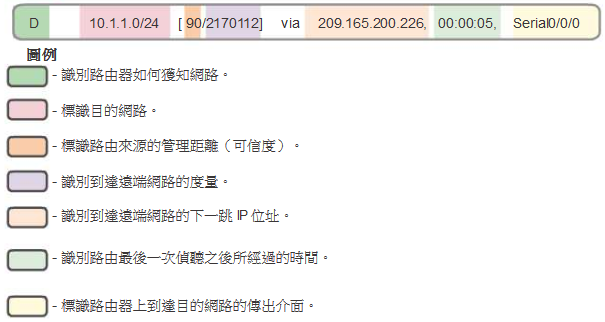 D 10.1.1.0/24 [ 90/2170112] via 209.165.200.226, 00:00:05, Serial0/0/0
圖例
- 識別路由器如何獲知網路。
- 標識目的網路。
- 標識路由來源的管理距離（可信度）。
- 識別到達遠端網路的度量。
- 識別到達遠端網路的下一跳 IP 位址。
- 識別路由最後一次偵聽之後所經過的時間。
- 標識路由器上到達目的網路的傳出介面。